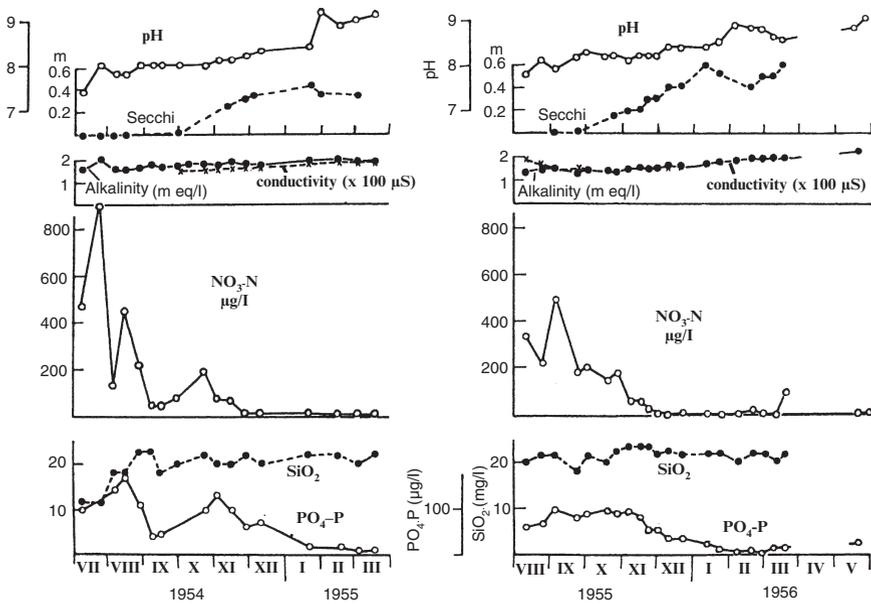 9
8
7
pH
m
0.6
0.4
0.2
Secchi
2
1
Alkalinity (m eq/l)
conductivity (x 100 µS)
800
600
400
200
NO₃-N
µg/l
20
10
SiO₂
PO₄–P
VII VIII IX X XI XII I II III
1954 1955
9
8
7
pH
pH
m
0.6
0.4
0.2
Secchi
2
1
Alkalinity (m eq/l)
conductivity (x 100 µS)
800
600
400
200
NO₃-N
µg/l
PO₄.P (µg/l)
100
SiO₂.(mg/l)
20
10
SiO₂
PO₄-P
VIII IX X XI XII I II III IV V
1955 1956